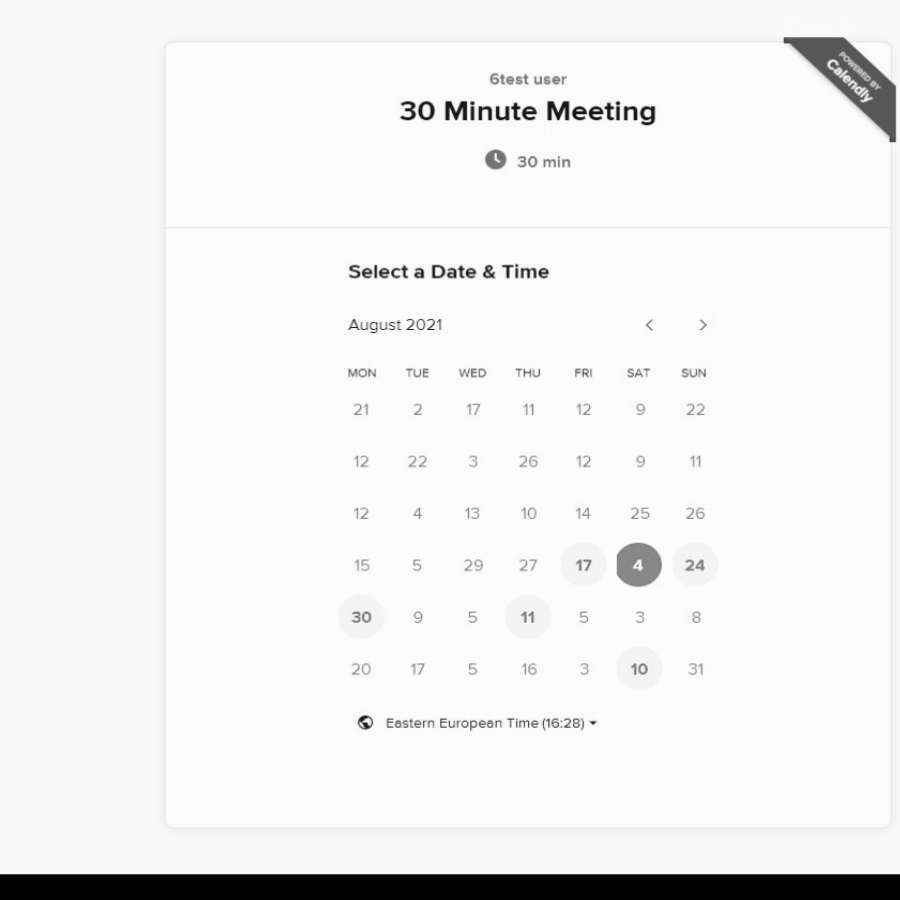 POWERED BY
Calendly
6test user
30 Minute Meeting
30 min
Select a Date & Time
August 2021
MON TUE WED THU FRI SAT SUN
21 2 17 11 12 9 22
12 22 3 26 12 9 11
12 4 13 10 14 25 26
15 5 29 27 17 4 24
30 9 5 11 5 3 8
20 17 5 16 3 10 31
Eastern European Time (16:28)